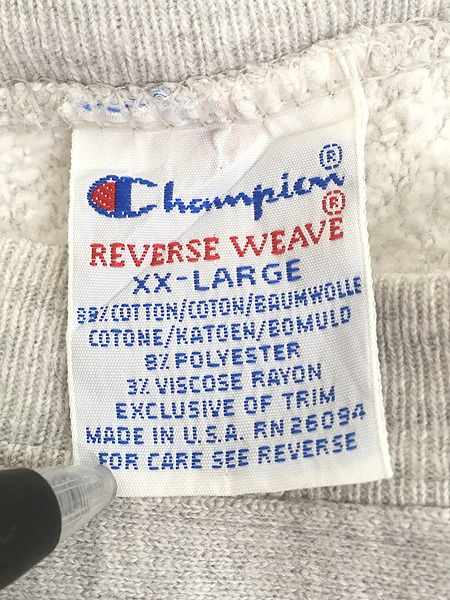 Champion®
REVERSE WEAVE®
XX-LARGE
89% COTTON/COTON/BAUMWOLLE
COTONE/KATOEN/BOMULD
8% POLYESTER
3% VISCOSE RAYON
EXCLUSIVE OF TRIM
MADE IN U.S.A. RN 26094
FOR CARE SEE REVERSE